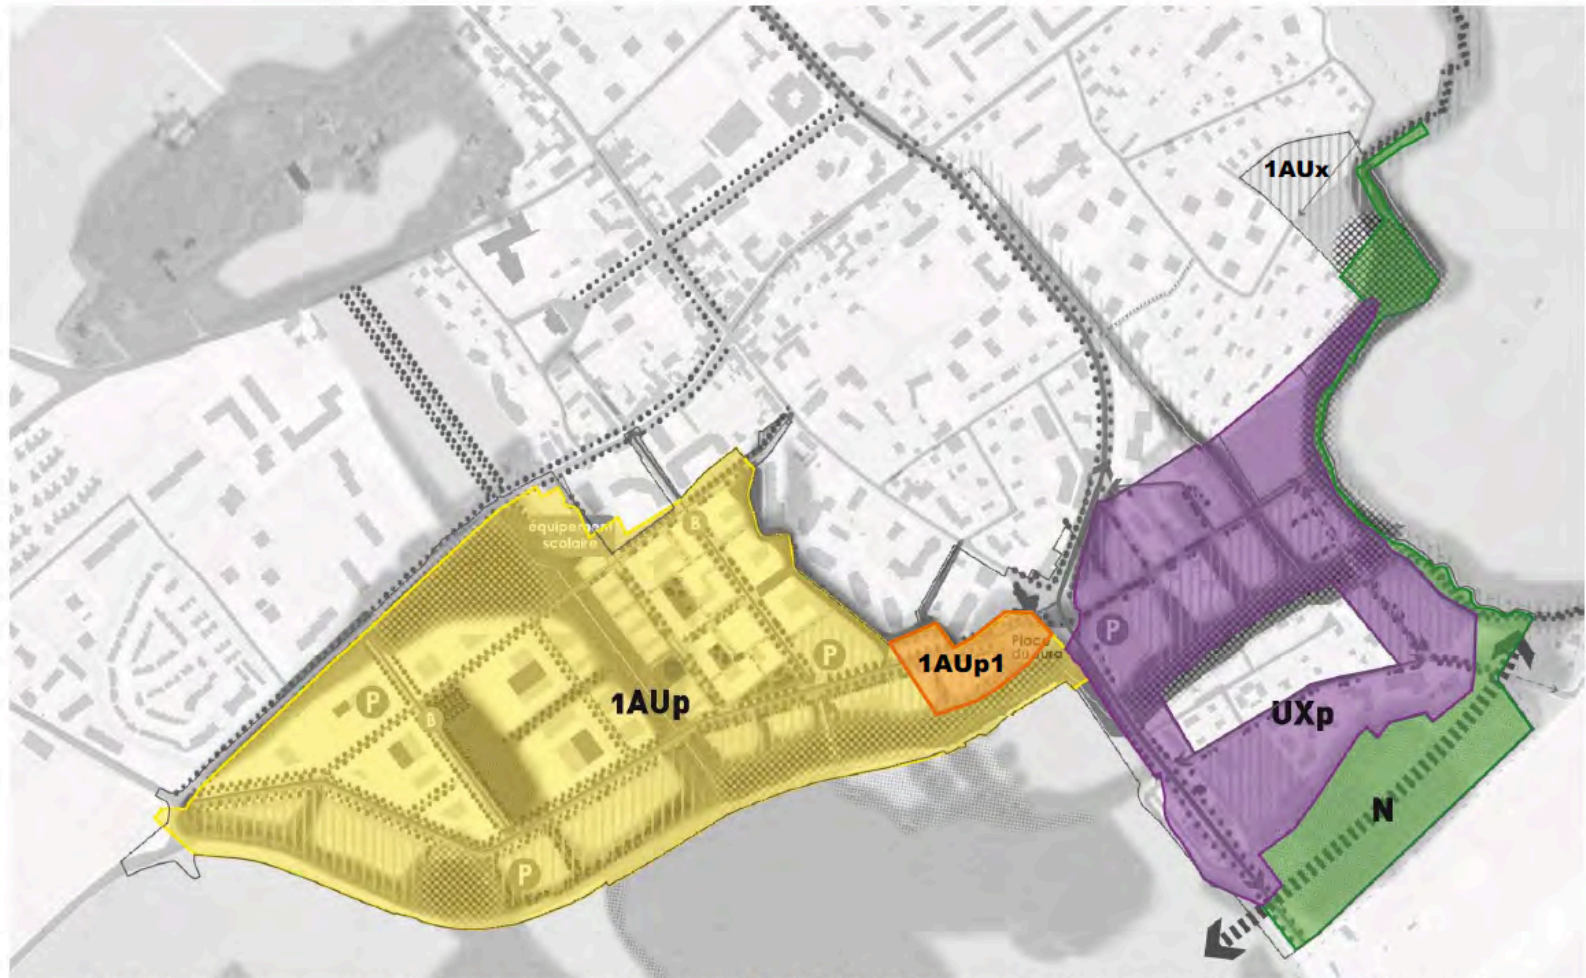 1AUx
équipement
scolaire
B
P
P
Place
du Jura
1AUp1
P
B
1AUp
UXp
N
P